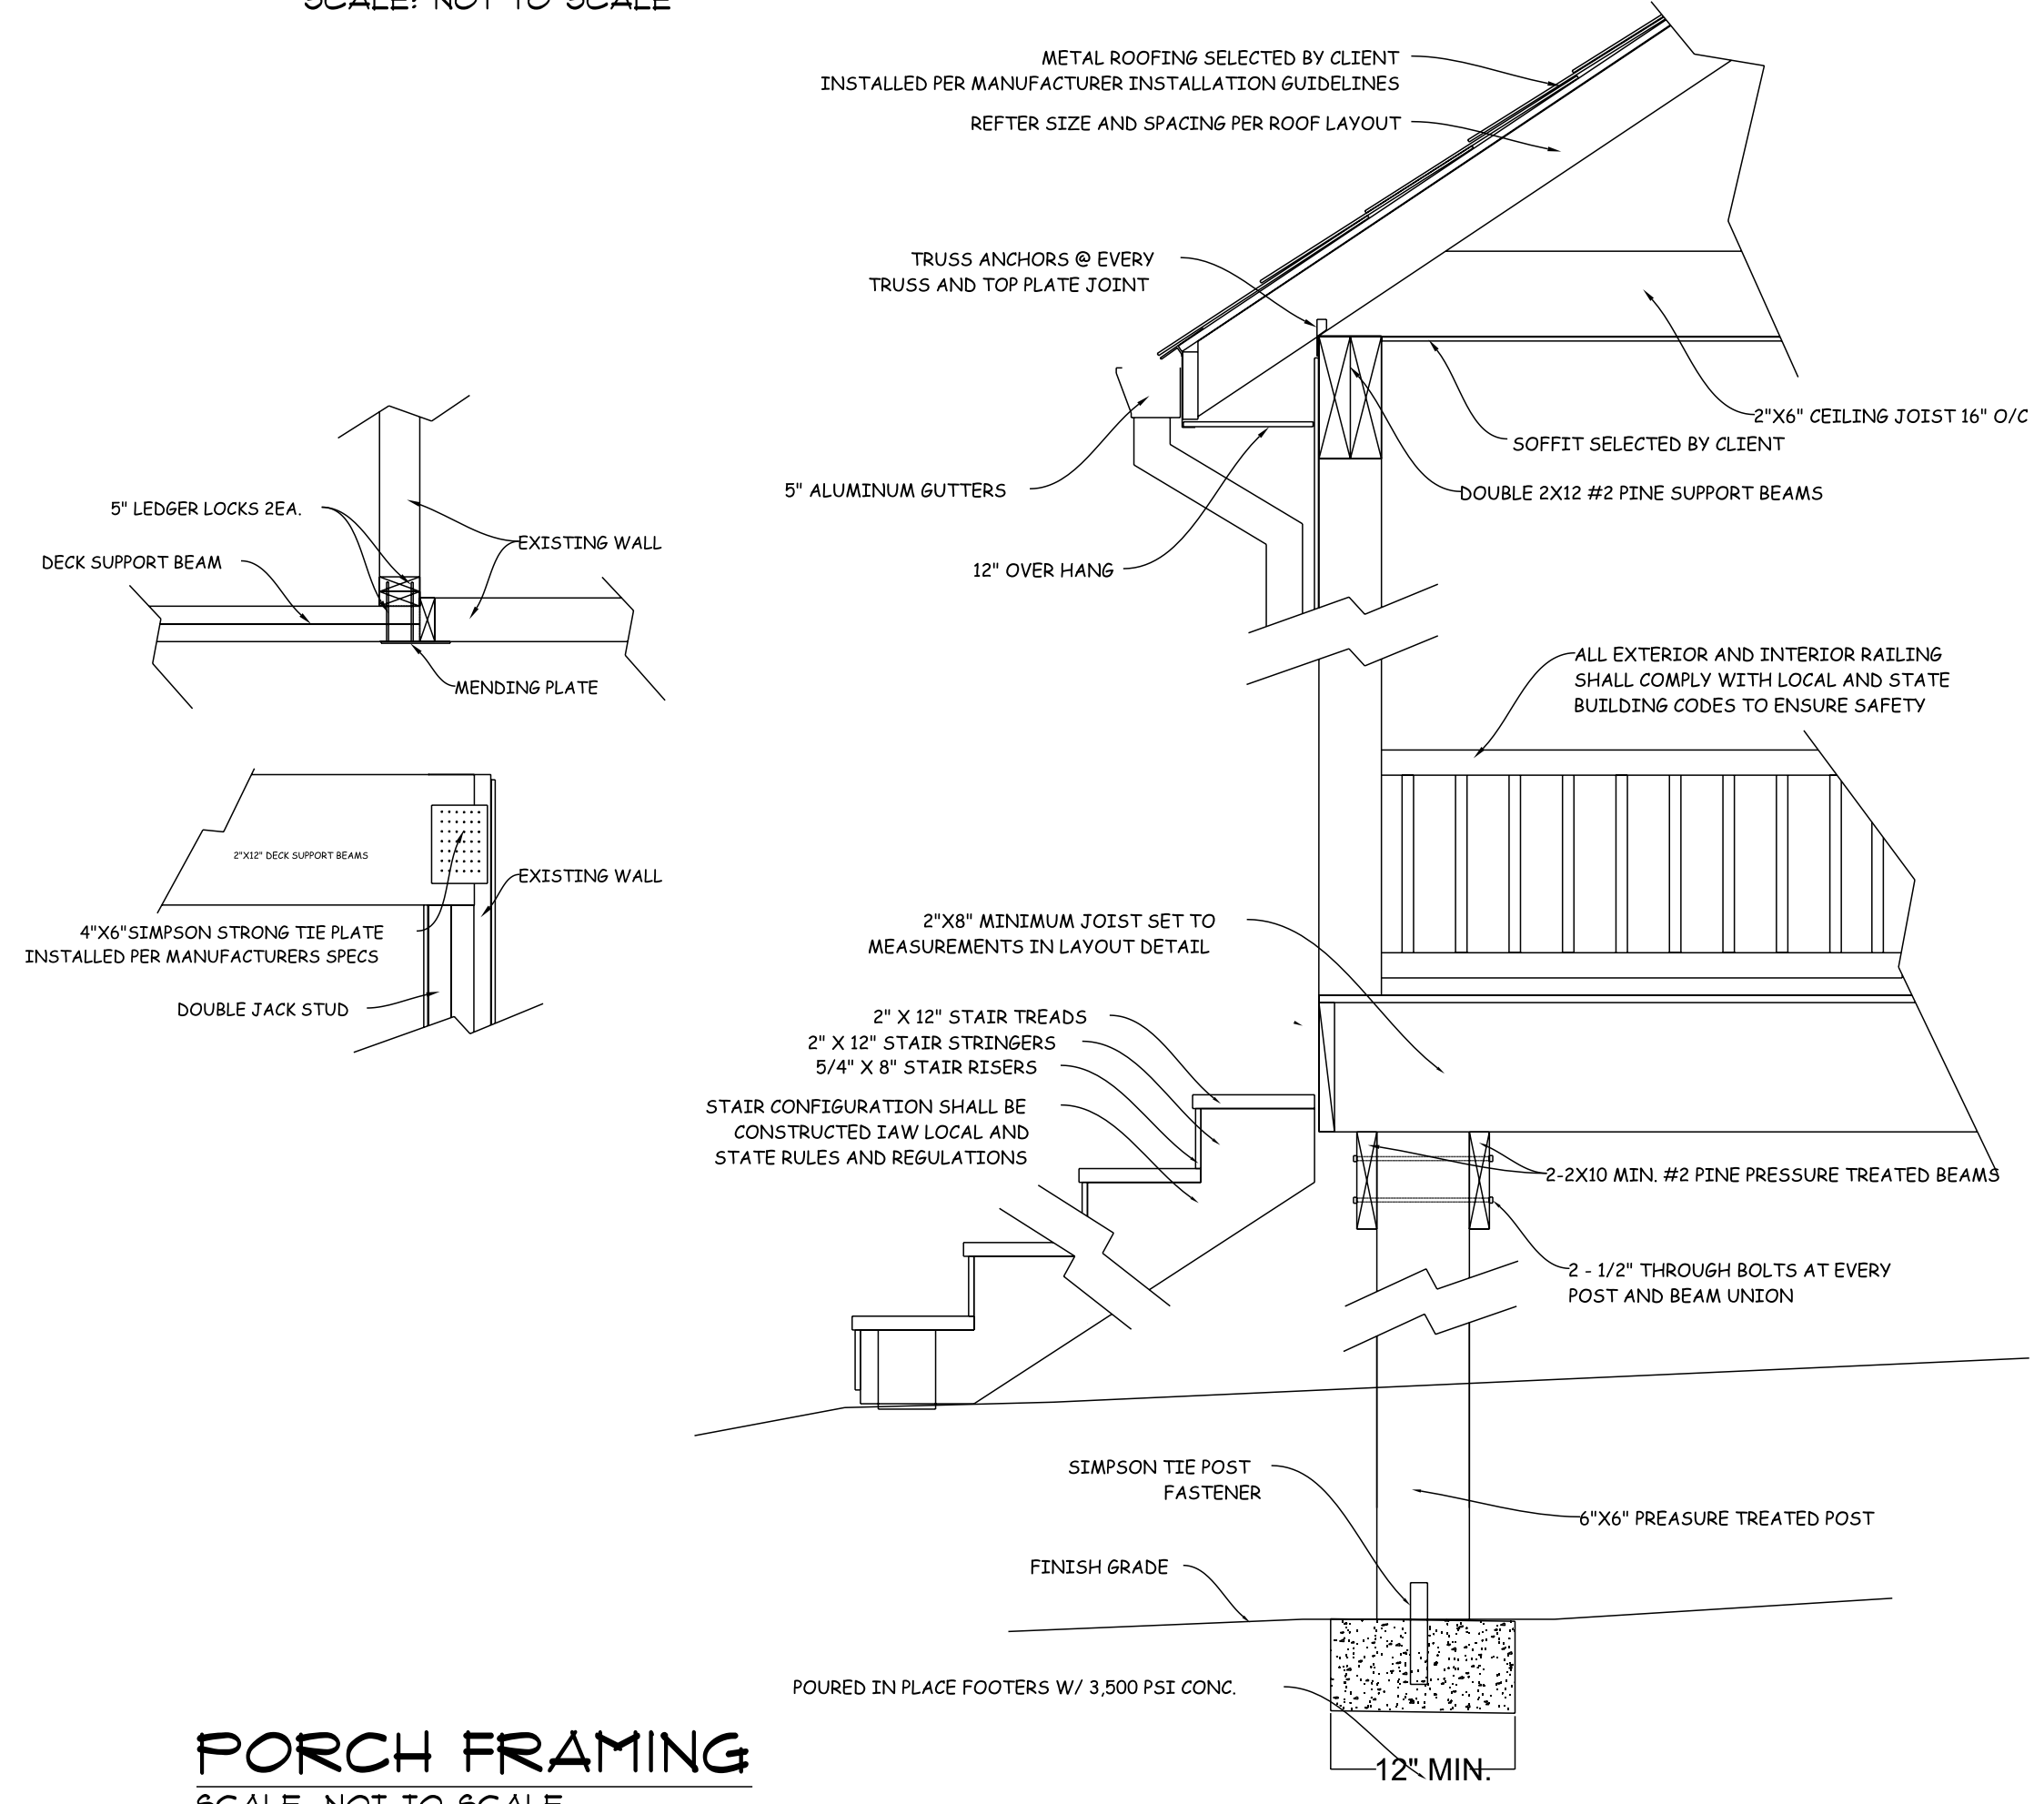 SCALE: NOT TO SCALE
METAL ROOFING SELECTED BY CLIENT
INSTALLED PER MANUFACTURER INSTALLATION GUIDELINES
REFTER SIZE AND SPACING PER ROOF LAYOUT
TRUSS ANCHORS @ EVERY
TRUSS AND TOP PLATE JOINT
2"X6" CEILING JOIST 16" O/C
SOFFIT SELECTED BY CLIENT
5" ALUMINUM GUTTERS
DOUBLE 2X12 #2 PINE SUPPORT BEAMS
12" OVER HANG
5" LEDGER LOCKS 2EA.
EXISTING WALL
DECK SUPPORT BEAM
MENDING PLATE
ALL EXTERIOR AND INTERIOR RAILING
SHALL COMPLY WITH LOCAL AND STATE
BUILDING CODES TO ENSURE SAFETY
2"X12" DECK SUPPORT BEAMS
EXISTING WALL
4"X6"SIMPSON STRONG TIE PLATE
INSTALLED PER MANUFACTURERS SPECS
DOUBLE JACK STUD
2"X8" MINIMUM JOIST SET TO
MEASUREMENTS IN LAYOUT DETAIL
2" X 12" STAIR TREADS
2" X 12" STAIR STRINGERS
5/4" X 8" STAIR RISERS
STAIR CONFIGURATION SHALL BE
CONSTRUCTED IAW LOCAL AND
STATE RULES AND REGULATIONS
2-2X10 MIN. #2 PINE PRESSURE TREATED BEAMS
2 - 1/2" THROUGH BOLTS AT EVERY
POST AND BEAM UNION
SIMPSON TIE POST
FASTENER
6"X6" PREASURE TREATED POST
FINISH GRADE
POURED IN PLACE FOOTERS W/ 3,500 PSI CONC.
12" MIN.
PORCH FRAMING
SCALE: NOT TO SCALE